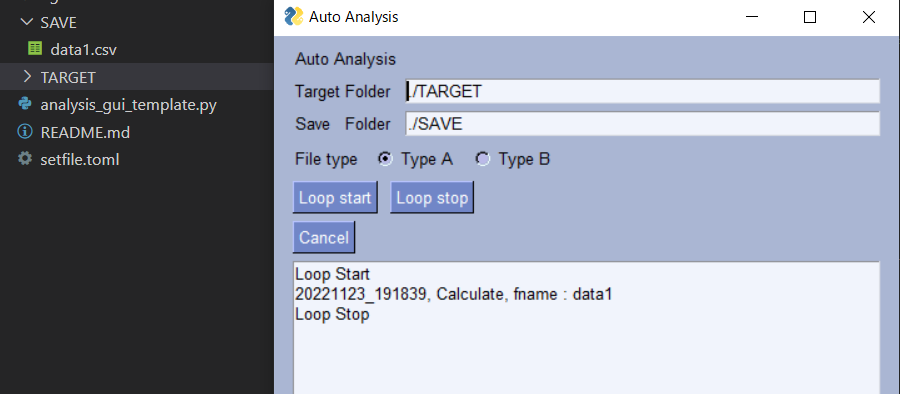 SAVE
data1.csv
TARGET
analysis_gui_template.py
README.md
setfile.toml
Auto Analysis
Auto Analysis
Target Folder ./TARGET
Save Folder ./SAVE
File type Type A Type B
Loop start Loop stop
Cancel
Loop Start
20221123_191839, Calculate, fname : data1
Loop Stop